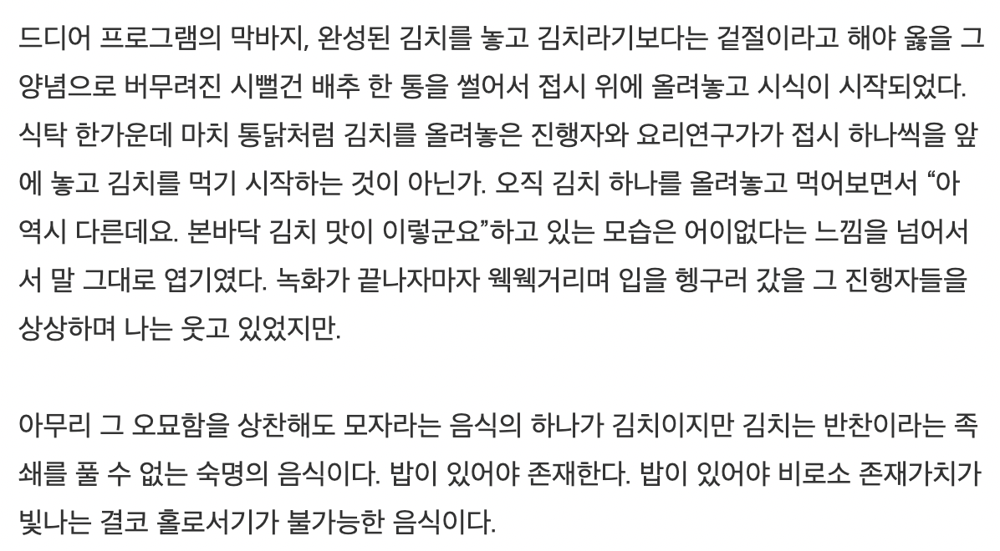 드디어 프로그램의 막바지, 완성된 김치를 놓고 김치라기보다는 겉절이라고 해야 옳을 그
양념으로 버무려진 시뻘건 배추 한 통을 썰어서 접시 위에 올려놓고 시식이 시작되었다.
식탁 한가운데 마치 통닭처럼 김치를 올려놓은 진행자와 요리연구가가 접시 하나씩을 앞
에 놓고 김치를 먹기 시작하는 것이 아닌가. 오직 김치 하나를 올려놓고 먹어보면서 “아
역시 다른데요. 본바닥 김치 맛이 이렇군요”하고 있는 모습은 어이없다는 느낌을 넘어서
서 말 그대로 엽기였다. 녹화가 끝나자마자 웩웩거리며 입을 헹구러 갔을 그 진행자들을
상상하며 나는 웃고 있었지만.

아무리 그 오묘함을 상찬해도 모자라는 음식의 하나가 김치이지만 김치는 반찬이라는 족
쇄를 풀 수 없는 숙명의 음식이다. 밥이 있어야 존재한다. 밥이 있어야 비로소 존재가치가
빛나는 결코 홀로서기가 불가능한 음식이다.